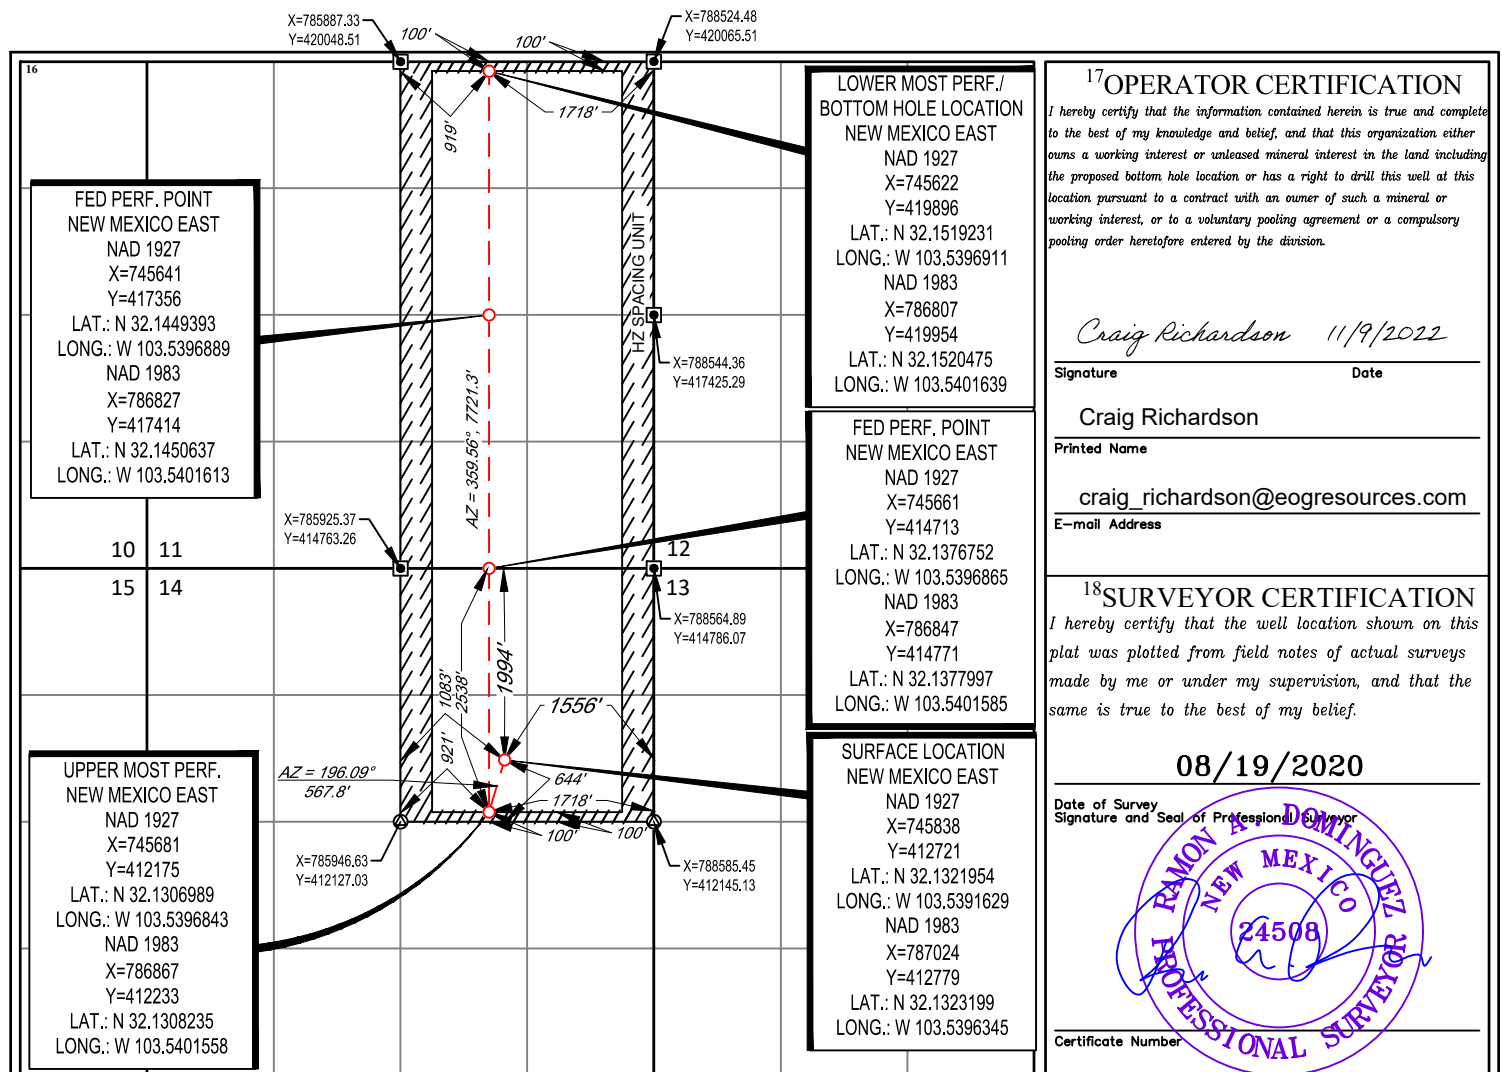 X=785887.33
Y=420048.51
100'
100'
X=788524.48
Y=420065.51
16
919'
1718'
LOWER MOST PERF./
BOTTOM HOLE LOCATION
NEW MEXICO EAST
NAD 1927
X=745622
Y=419896
LAT.: N 32.1519231
LONG.: W 103.5396911
NAD 1983
X=786807
Y=419954
LAT.: N 32.1520475
LONG.: W 103.5401639
FED PERF. POINT
NEW MEXICO EAST
NAD 1927
X=745641
Y=417356
LAT.: N 32.1449393
LONG.: W 103.5396889
NAD 1983
X=786827
Y=417414
LAT.: N 32.1450637
LONG.: W 103.5401613
HZ SPACING UNIT
X=788544.36
Y=417425.29
AZ = 359.56°, 7721.3'
FED PERF. POINT
NEW MEXICO EAST
NAD 1927
X=745661
Y=414713
LAT.: N 32.1376752
LONG.: W 103.5396865
NAD 1983
X=786847
Y=414771
LAT.: N 32.1377997
LONG.: W 103.5401585
X=785925.37
Y=414763.26
10 11
15 14
12
13
X=788564.89
Y=414786.07
1083'
2538'
1994'
1556'
921'
AZ = 196.09°
567.8'
644'
1718'
100'
100'
X=785946.63
Y=412127.03
X=788585.45
Y=412145.13
UPPER MOST PERF.
NEW MEXICO EAST
NAD 1927
X=745681
Y=412175
LAT.: N 32.1306989
LONG.: W 103.5396843
NAD 1983
X=786867
Y=412233
LAT.: N 32.1308235
LONG.: W 103.5401558
SURFACE LOCATION
NEW MEXICO EAST
NAD 1927
X=745838
Y=412721
LAT.: N 32.1321954
LONG.: W 103.5391629
NAD 1983
X=787024
Y=412779
LAT.: N 32.1323199
LONG.: W 103.5396345
17 OPERATOR CERTIFICATION
I hereby certify that the information contained herein is true and complete
to the best of my knowledge and belief, and that this organization either
owns a working interest or unleased mineral interest in the land including
the proposed bottom hole location or has a right to drill this well at this
location pursuant to a contract with an owner of such a mineral or
working interest, or to a voluntary pooling agreement or a compulsory
pooling order heretofore entered by the division.
Craig Richardson 11/9/2022
Signature Date
Craig Richardson
Printed Name
craig_richardson@eogresources.com
E-mail Address
18 SURVEYOR CERTIFICATION
I hereby certify that the well location shown on this
plat was plotted from field notes of actual surveys
made by me or under my supervision, and that the
same is true to the best of my belief.
08/19/2020
Date of Survey
Signature and Seal of Professional Surveyor
RAMON A. DOMINGUEZ
NEW MEXICO
24508
PROFESSIONAL SURVEYOR
Certificate Number